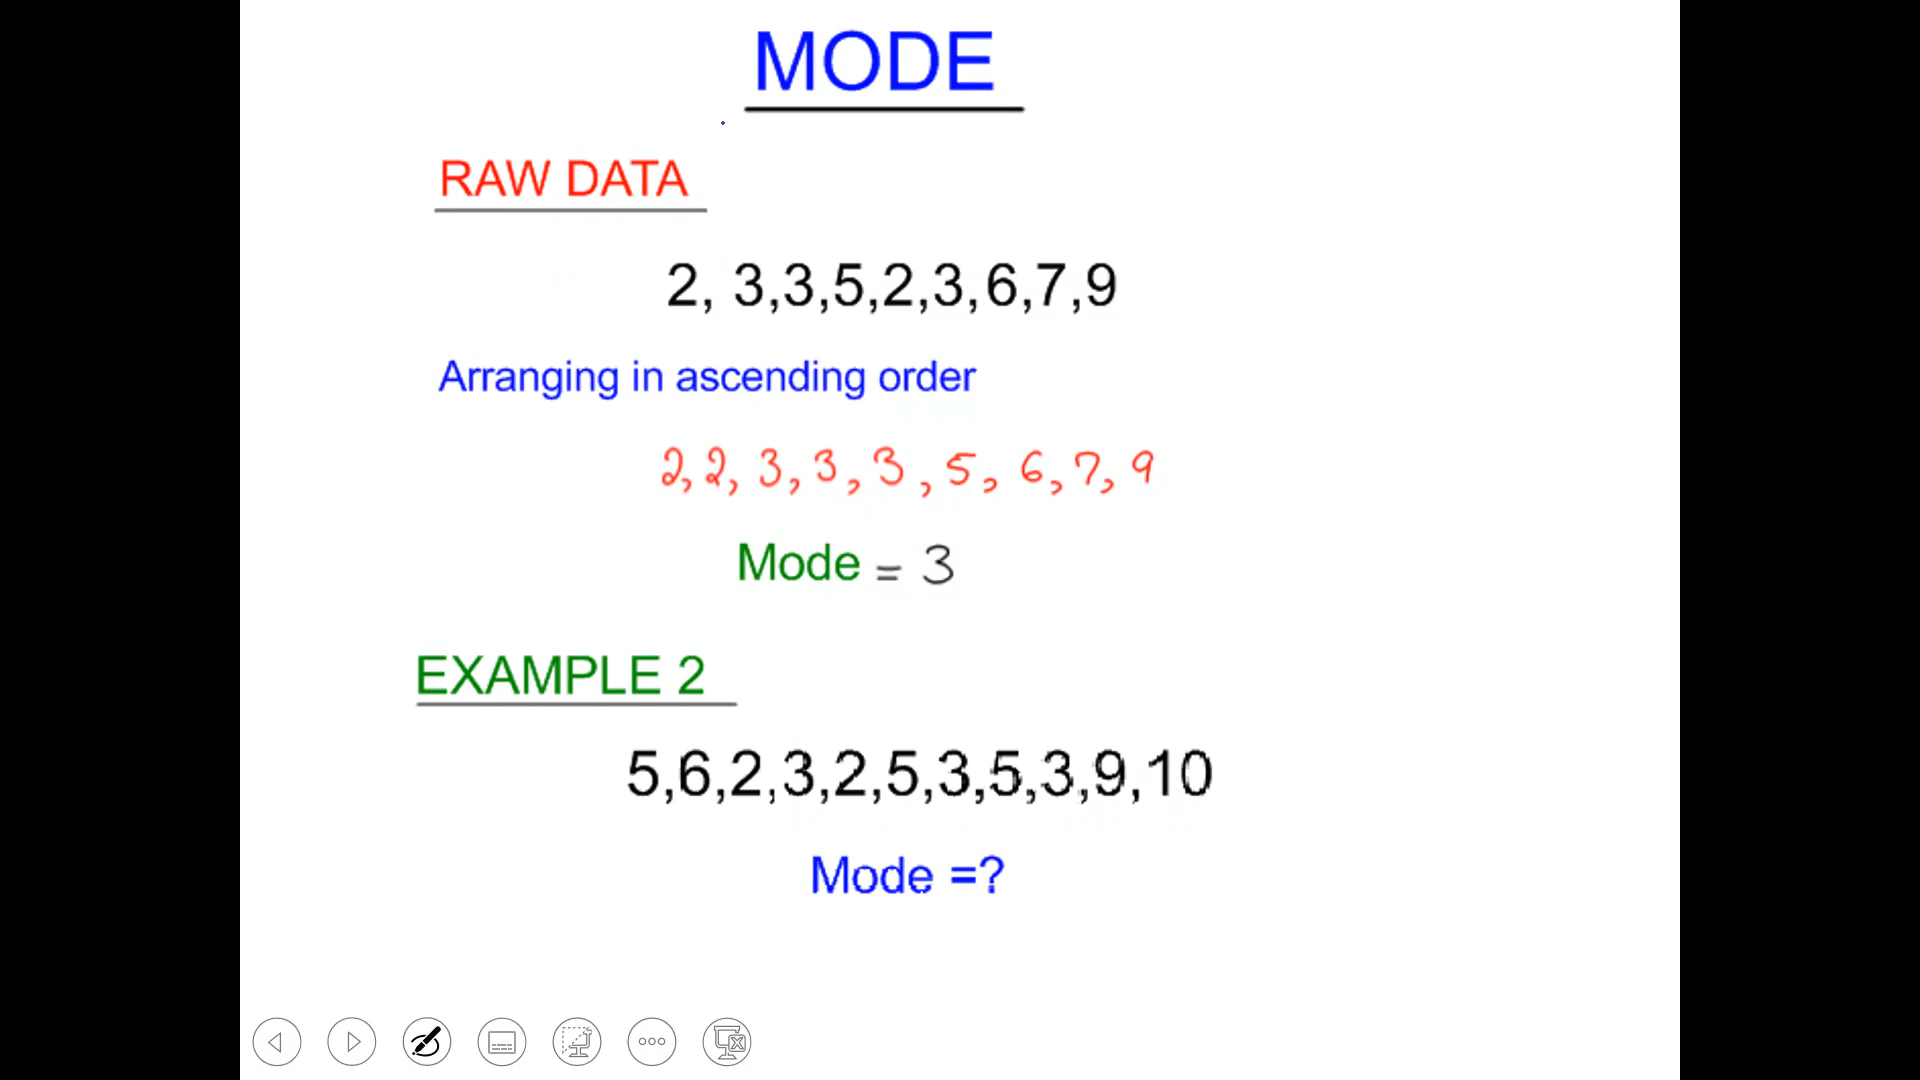 MODE
RAW DATA
2, 3,3,5,2,3,6,7,9
Arranging in ascending order
2, 2, 3, 3, 3, 5, 6, 7, 9
Mode = 3
EXAMPLE 2
5,6,2,3,2,5,3,5,3,9,10
Mode =?